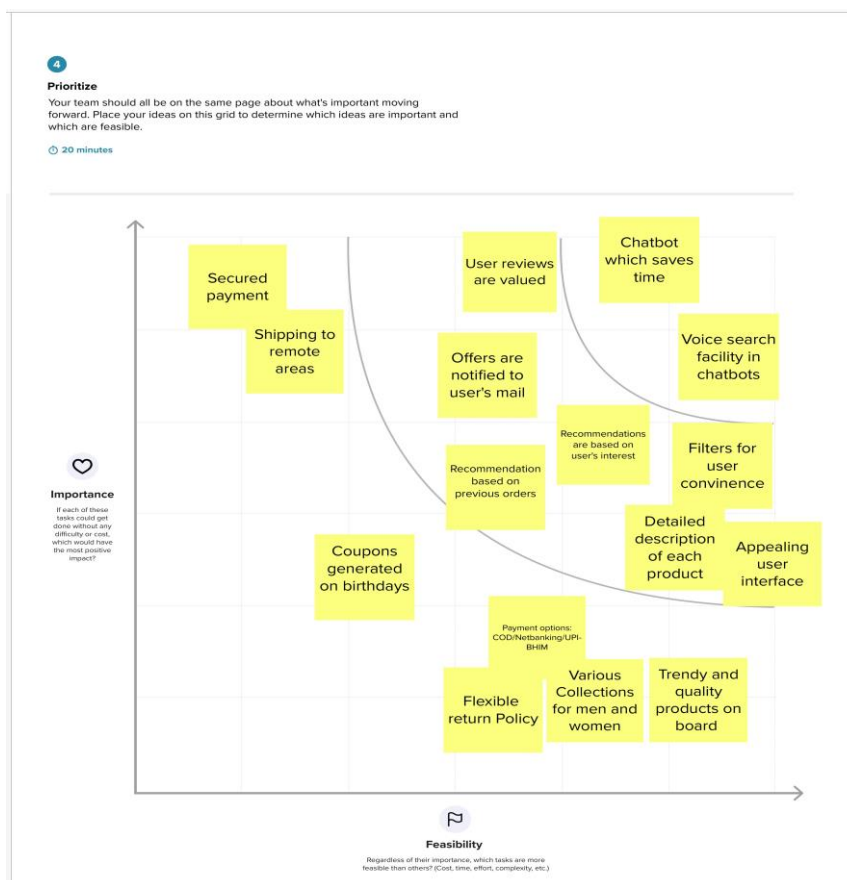 4
Prioritize
Your team should all be on the same page about what's important moving
forward. Place your ideas on this grid to determine which ideas are important and
which are feasible.
20 minutes
Secured
payment
Shipping to
remote
areas
User reviews
are valued
Chatbot
which saves
time
Offers are
notified to
user's mail
Voice search
facility in
chatbots
Recommendations
are based on
user's interest
Filters for
user
convinence
Recommendation
based on
previous orders
Detailed
description
of each
product
Appealing
user
interface
Coupons
generated
on birthdays
Payment options:
COD/Netbanking/UPI-
BHIM
Flexible
return Policy
Various
Collections
for men and
women
Trendy and
quality
products on
board
Importance
If each of these
tasks could get
done without any
difficulty or cost,
which would have
the most positive
impact?
Feasibility
Regardless of their importance, which tasks are more
feasible than others? (Cost, time, effort, complexity, etc.)